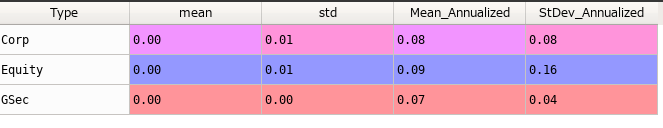 Type mean std Mean_Annualized StDev_Annualized
Corp 0.00 0.01 0.08 0.08
Equity 0.00 0.01 0.09 0.16
GSec 0.00 0.00 0.07 0.04